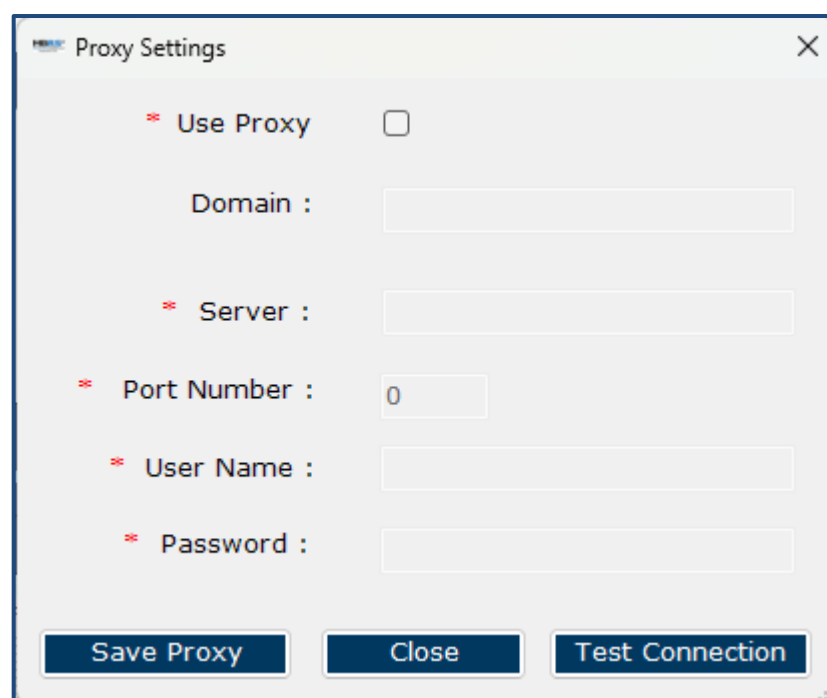 Proxy Settings
* Use Proxy
Domain :
* Server :
* Port Number : 0
* User Name :
* Password :
Save Proxy Close Test Connection